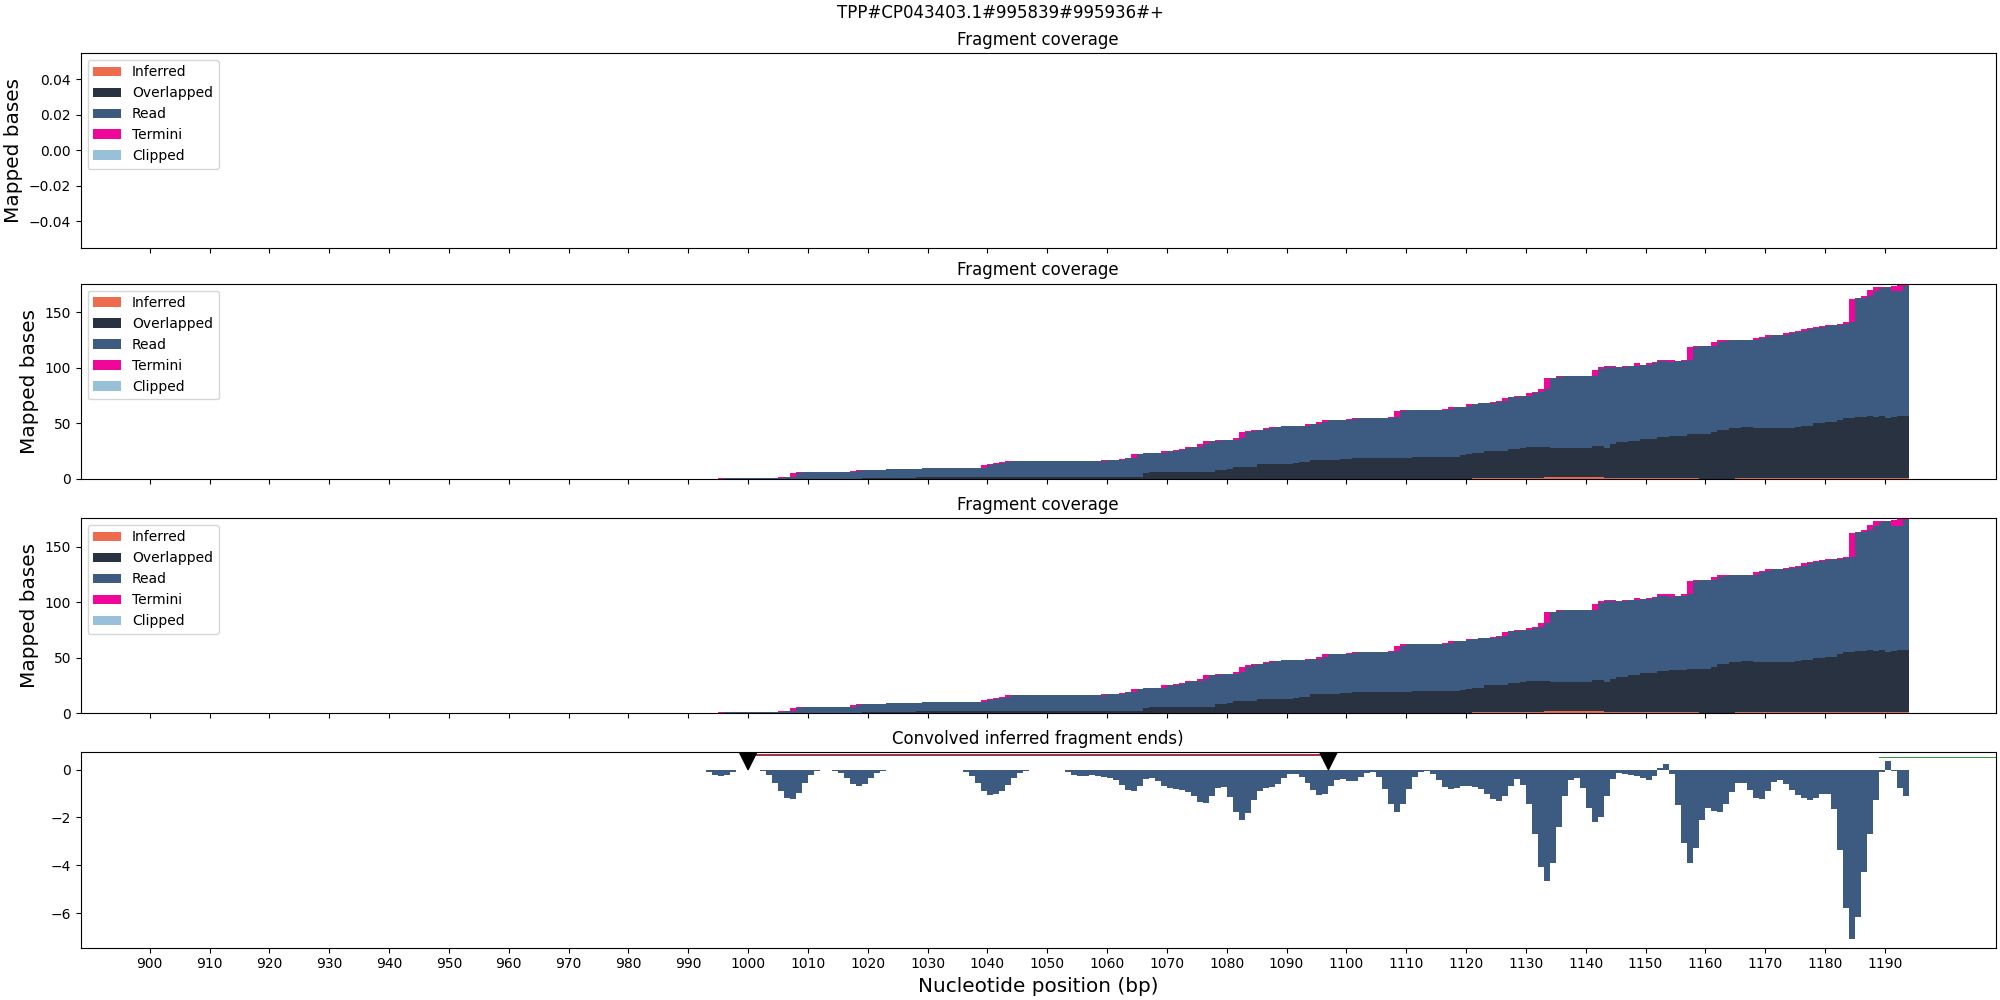 TPP#CP043403.1#995839#995936#+
Fragment coverage
Mapped bases
0.04
0.02
0.00
−0.02
−0.04
Inferred
Overlapped
Read
Termini
Clipped
Fragment coverage
Mapped bases
150
100
50
0
Inferred
Overlapped
Read
Termini
Clipped
Fragment coverage
Mapped bases
150
100
50
0
Inferred
Overlapped
Read
Termini
Clipped
Convolved inferred fragment ends)
0
−2
−4
−6
900 910 920 930 940 950 960 970 980 990 1000 1010 1020 1030 1040 1050 1060 1070 1080 1090 1100 1110 1120 1130 1140 1150 1160 1170 1180 1190
Nucleotide position (bp)